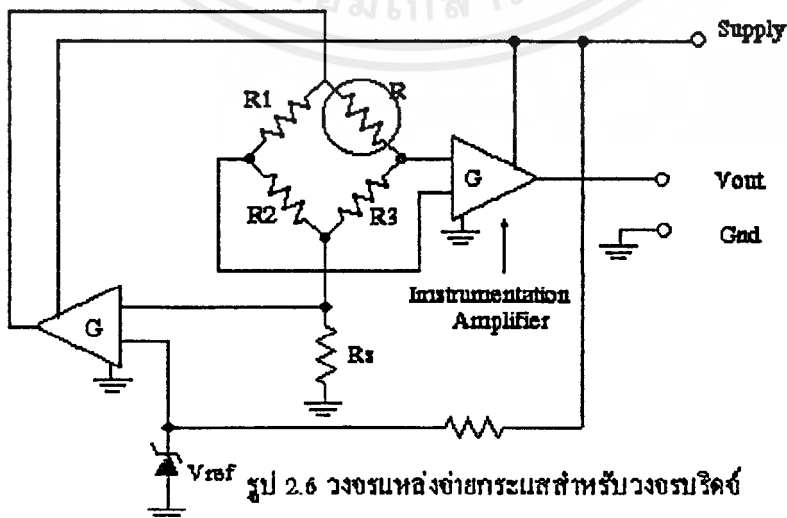 Supply
R1
R
R2
R3
G
Vout
Gnd
Instrumentation
Amplifier
G
Rs
Vref
รูป 2.6 วงจรแหล่งจ่ายกระแสสำหรับวงจรบริดจ์